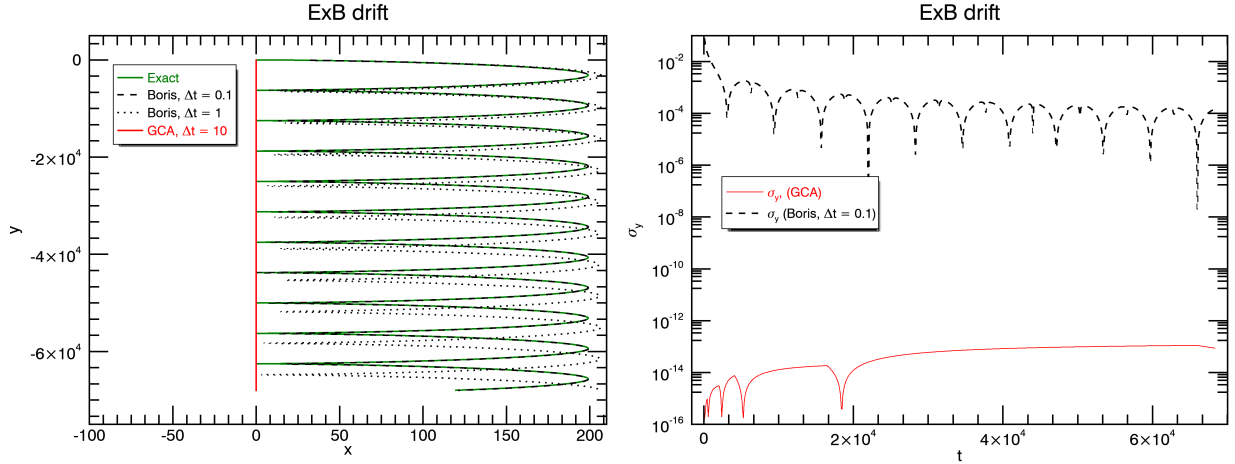 ExB drift
Exact
Boris, Δt = 0.1
Boris, Δt = 1
GCA, Δt = 10
0
-2×10⁴
-4×10⁴
-6×10⁴
y
-100
-50
0
50
100
150
200
x
ExB drift
10⁻²
10⁻⁴
10⁻⁶
10⁻⁸
10⁻¹⁰
10⁻¹²
10⁻¹⁴
10⁻¹⁶
σy
σy, (GCA)
σy (Boris, Δt = 0.1)
0
2×10⁴
4×10⁴
6×10⁴
t